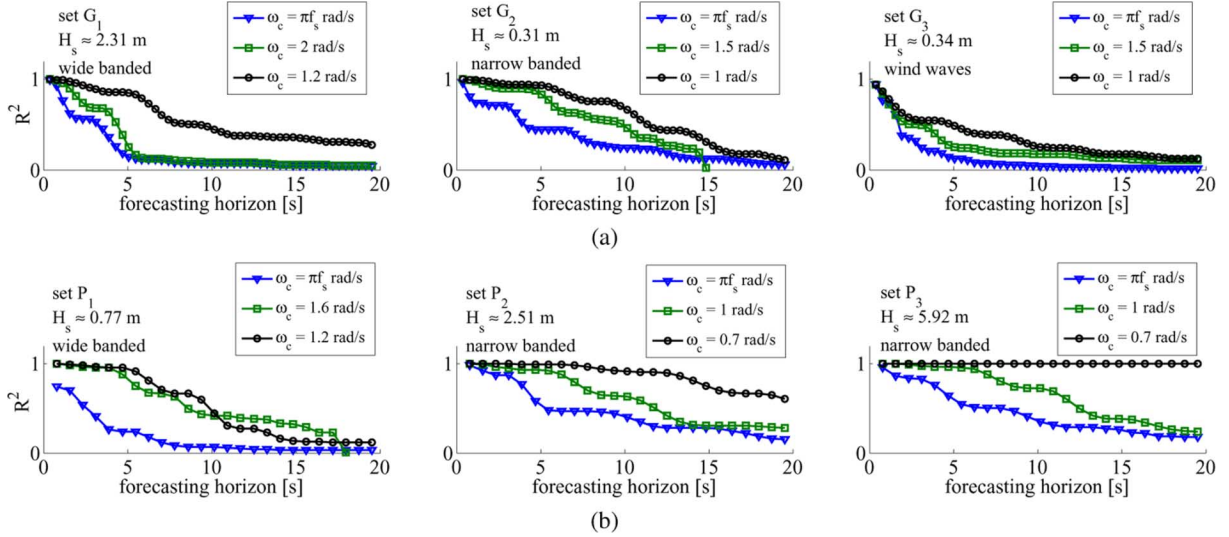 set G1
Hs ≈ 2.31 m
wide banded
ωc = πfs rad/s
ωc = 2 rad/s
ωc = 1.2 rad/s
R²
1
0
0 5 10 15 20
forecasting horizon [s]
set G2
Hs ≈ 0.31 m
narrow banded
ωc = πfs rad/s
ωc = 1.5 rad/s
ωc = 1 rad/s
1
0
0 5 10 15 20
forecasting horizon [s]
set G3
Hs ≈ 0.34 m
wind waves
ωc = πfs rad/s
ωc = 1.5 rad/s
ωc = 1 rad/s
1
0
0 5 10 15 20
forecasting horizon [s]
(a)
set P1
Hs ≈ 0.77 m
wide banded
ωc = πfs rad/s
ωc = 1.6 rad/s
ωc = 1.2 rad/s
R²
1
0
0 5 10 15 20
forecasting horizon [s]
set P2
Hs ≈ 2.51 m
narrow banded
ωc = πfs rad/s
ωc = 1 rad/s
ωc = 0.7 rad/s
1
0
0 5 10 15 20
forecasting horizon [s]
set P3
Hs ≈ 5.92 m
narrow banded
ωc = πfs rad/s
ωc = 1 rad/s
ωc = 0.7 rad/s
1
0
0 5 10 15 20
forecasting horizon [s]
(b)